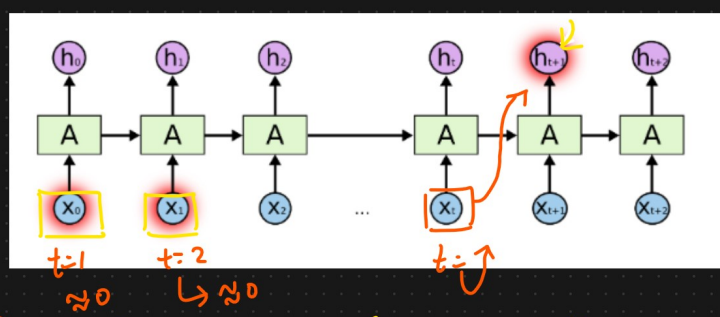 h₀ h₁ h₂ hₜ hₜ₊₁ hₜ₊₂
A A A A A A
X₀ X₁ X₂ ... Xₜ Xₜ₊₁ Xₜ₊₂
t=1 t=2 t=
≈0 ↳ ≈0